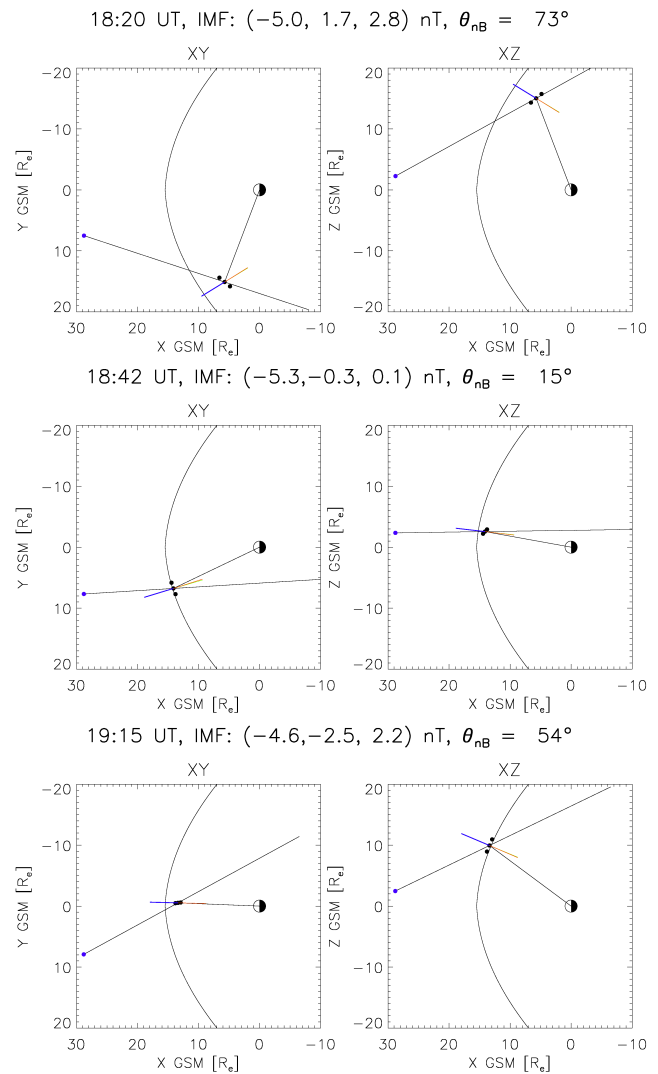 18:20 UT, IMF: (−5.0, 1.7, 2.8) nT, θnB = 73°
XY
XZ
−20
−10
0
10
20
Y GSM [Re]
30 20 10 0 −10
X GSM [Re]
20
10
0
−10
−20
Z GSM [Re]
30 20 10 0 −10
X GSM [Re]
18:42 UT, IMF: (−5.3,−0.3, 0.1) nT, θnB = 15°
XY
XZ
−20
−10
0
10
20
Y GSM [Re]
30 20 10 0 −10
X GSM [Re]
20
10
0
−10
−20
Z GSM [Re]
30 20 10 0 −10
X GSM [Re]
19:15 UT, IMF: (−4.6,−2.5, 2.2) nT, θnB = 54°
XY
XZ
−20
−10
0
10
20
Y GSM [Re]
30 20 10 0 −10
X GSM [Re]
20
10
0
−10
−20
Z GSM [Re]
30 20 10 0 −10
X GSM [Re]